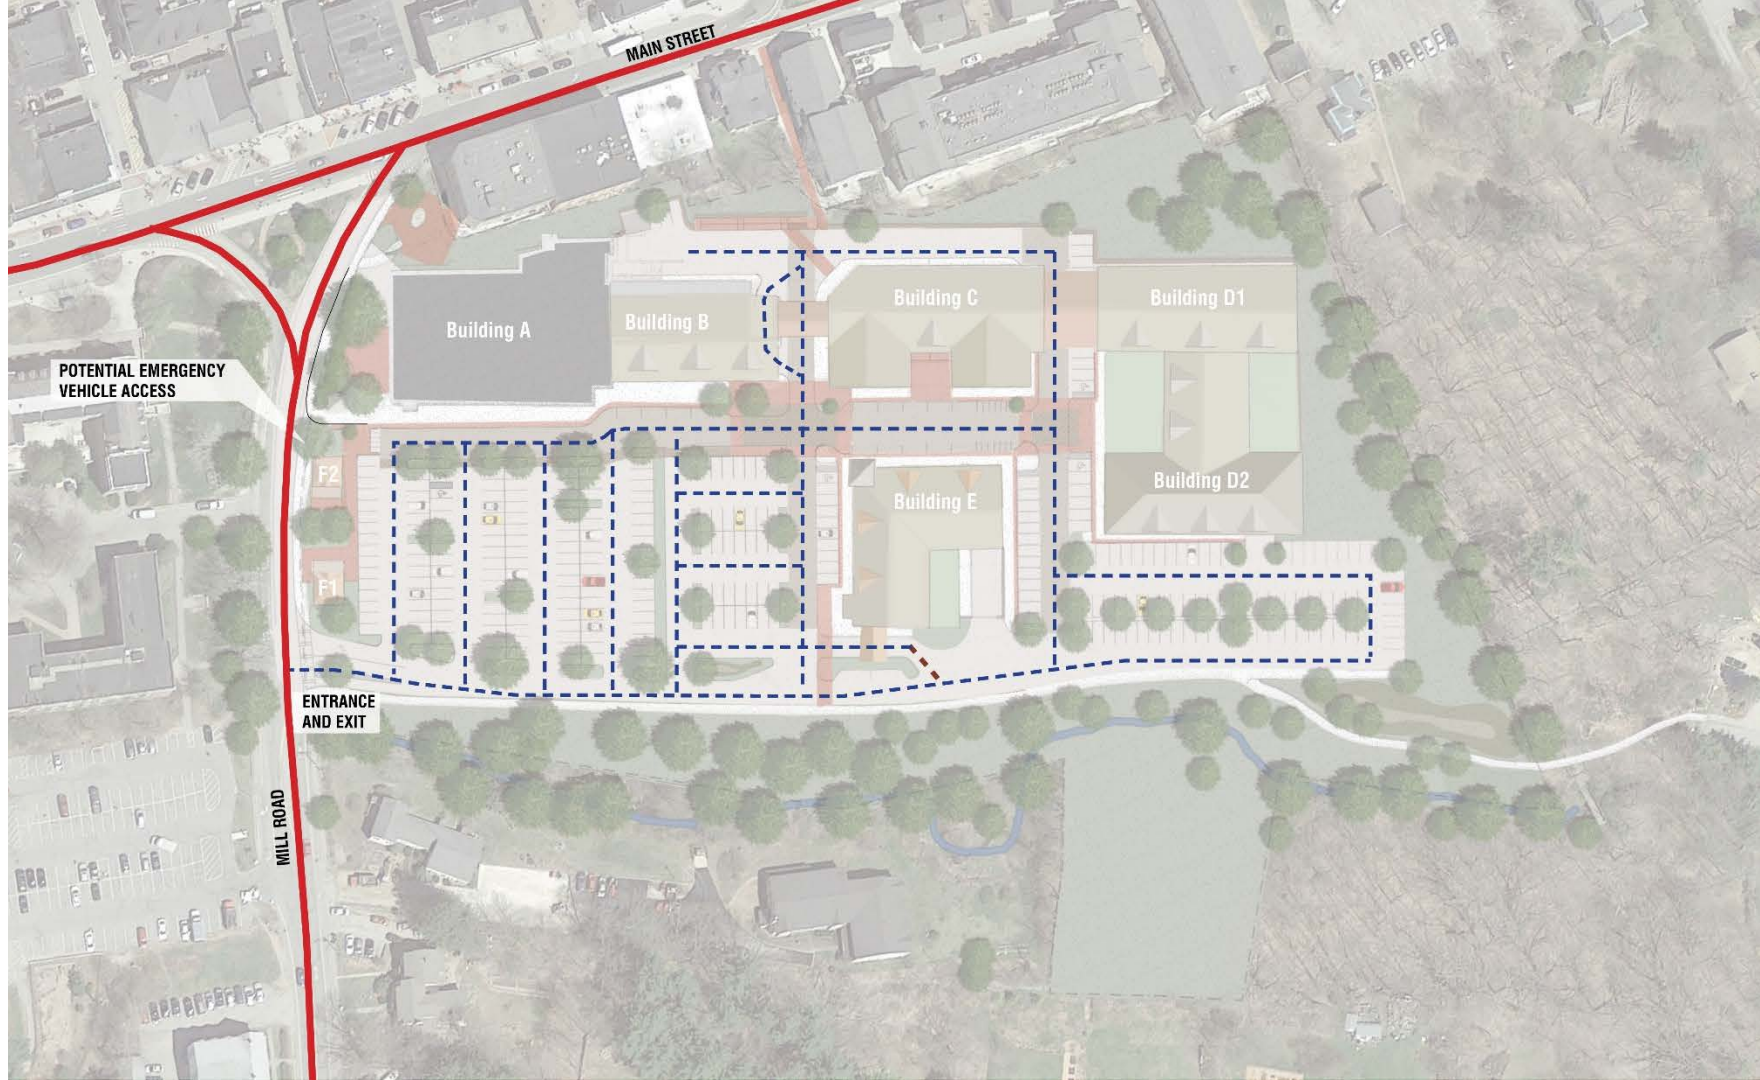 MAIN STREET
Building C
Building D1
Building A
Building B
POTENTIAL EMERGENCY
VEHICLE ACCESS
F2
Building D2
Building E
F1
ENTRANCE
AND EXIT
MILL ROAD